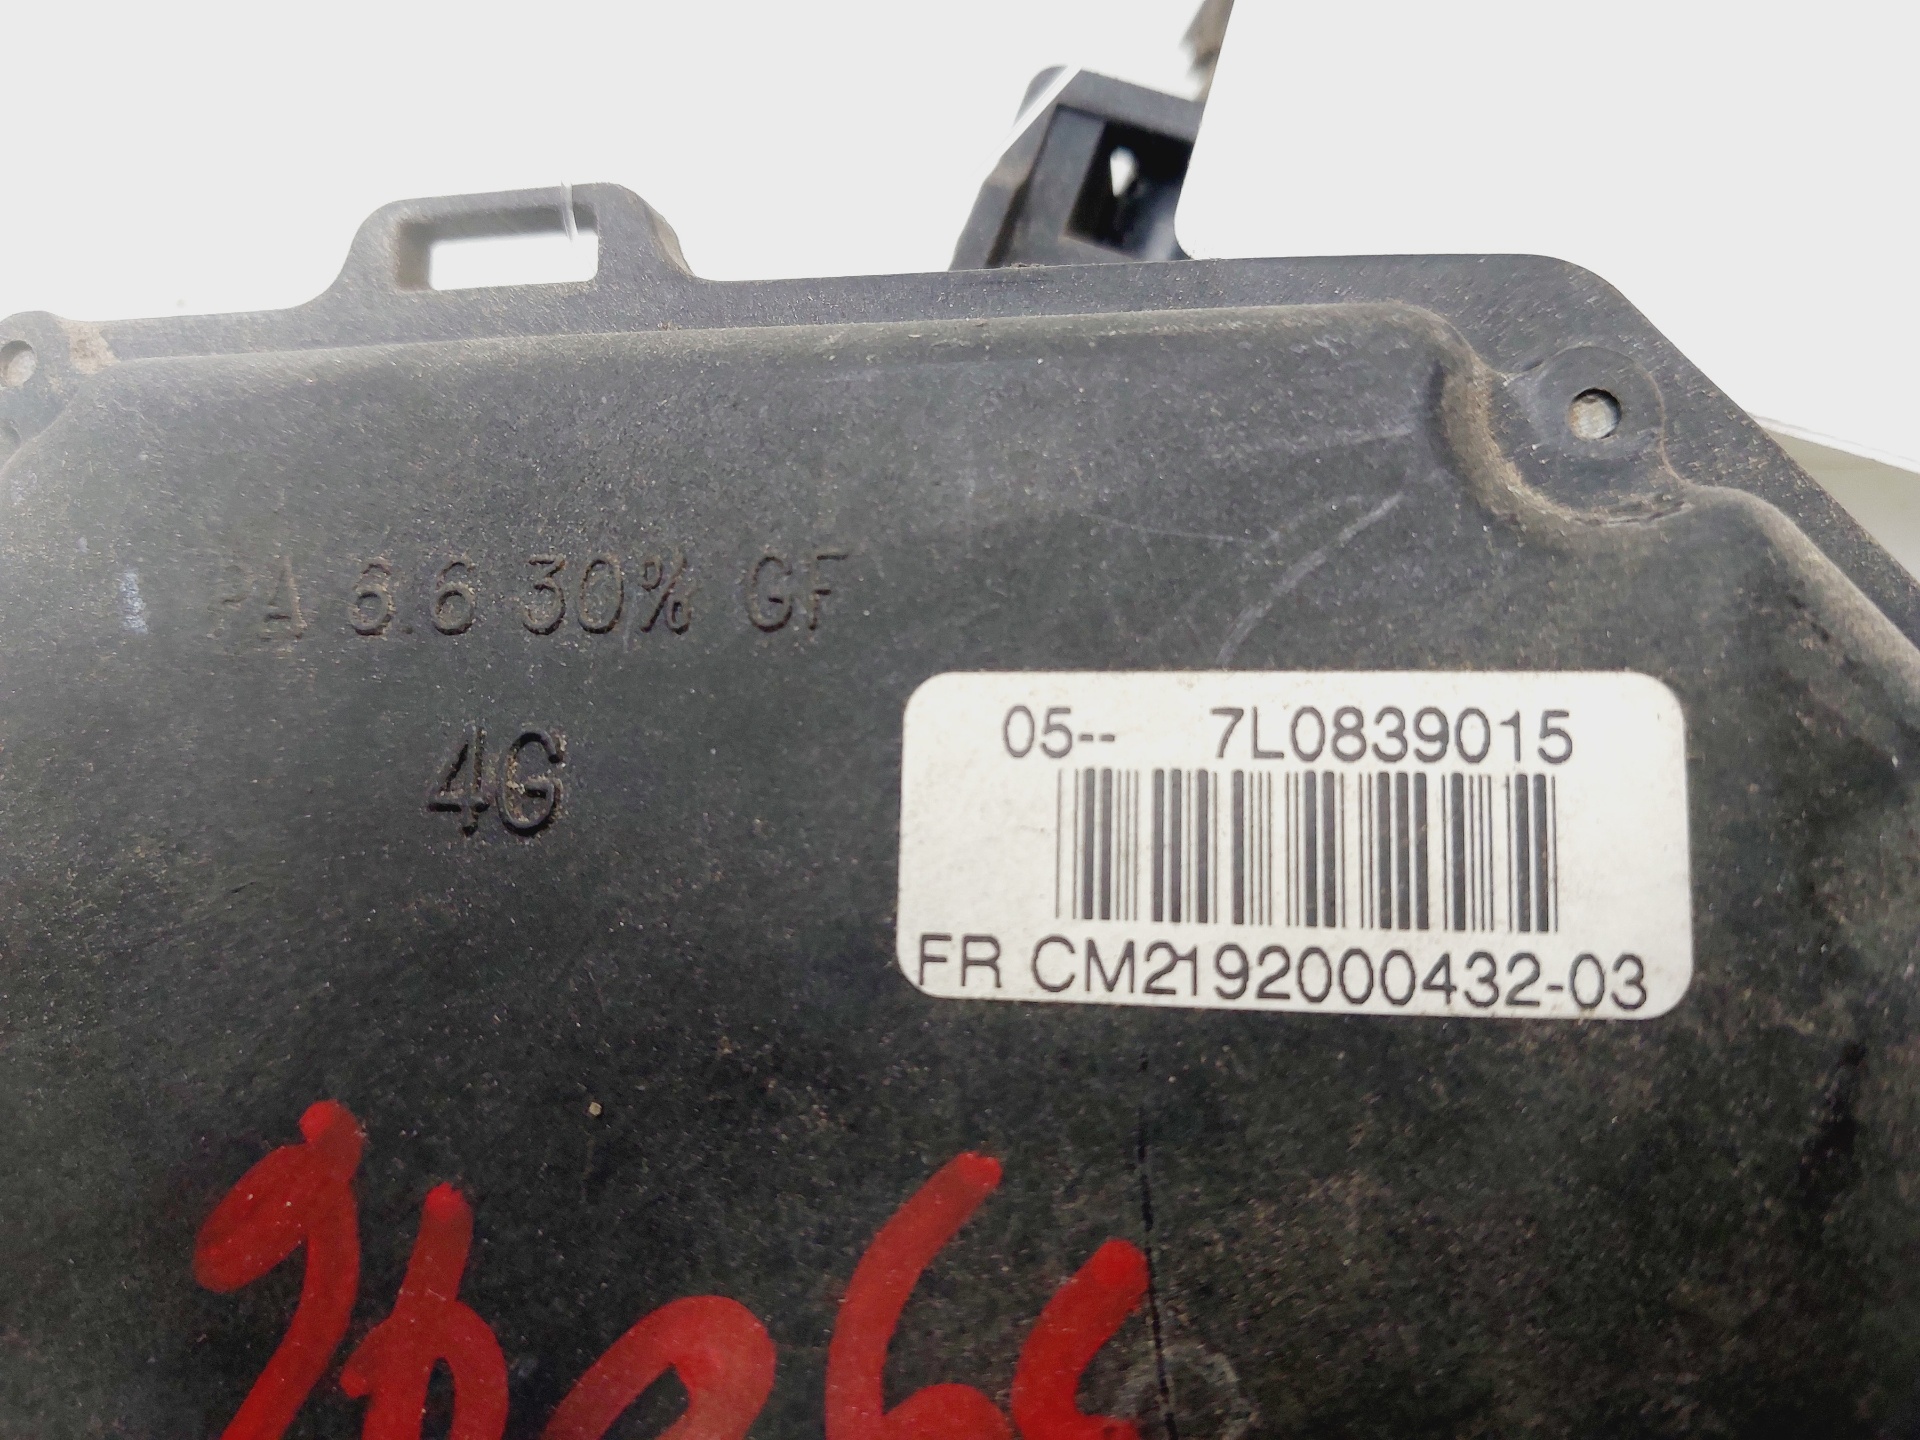 PA 6.6 30% GF
4G
05-- 7L0839015
FR CM2192000432-03